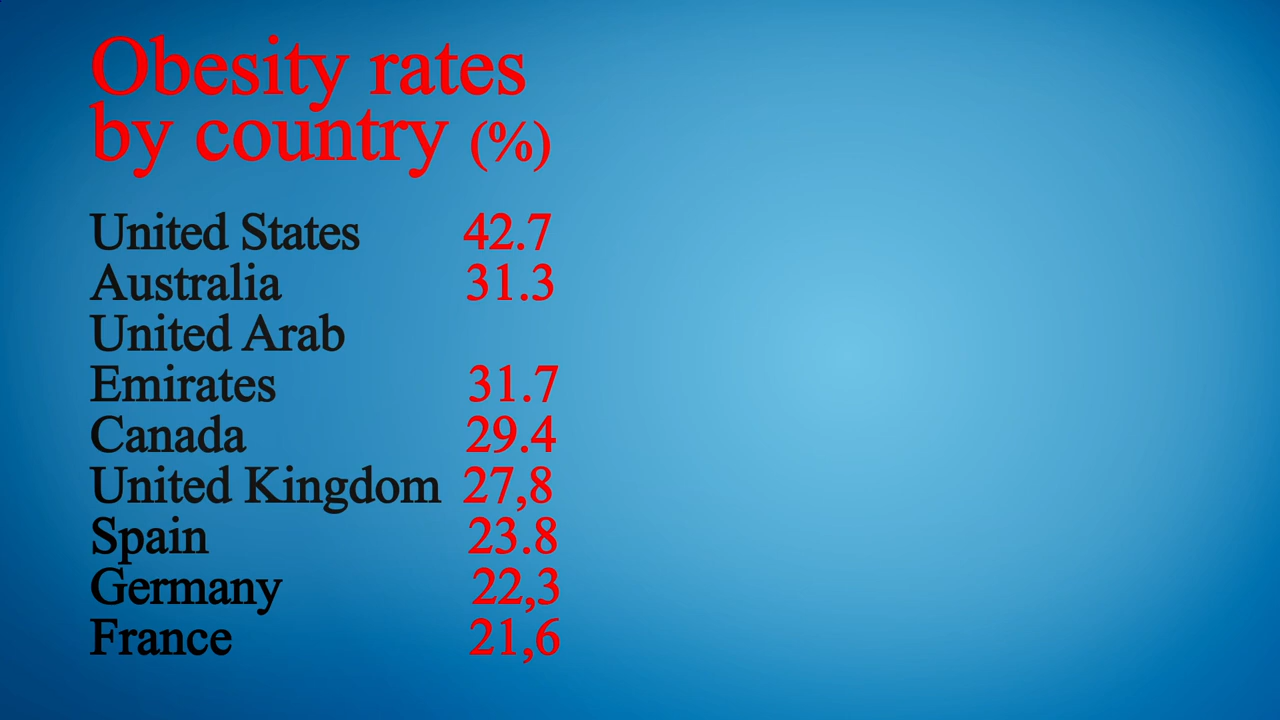 Obesity rates
by country (%)
United States 42.7
Australia 31.3
United Arab
Emirates 31.7
Canada 29.4
United Kingdom 27,8
Spain 23.8
Germany 22,3
France 21,6